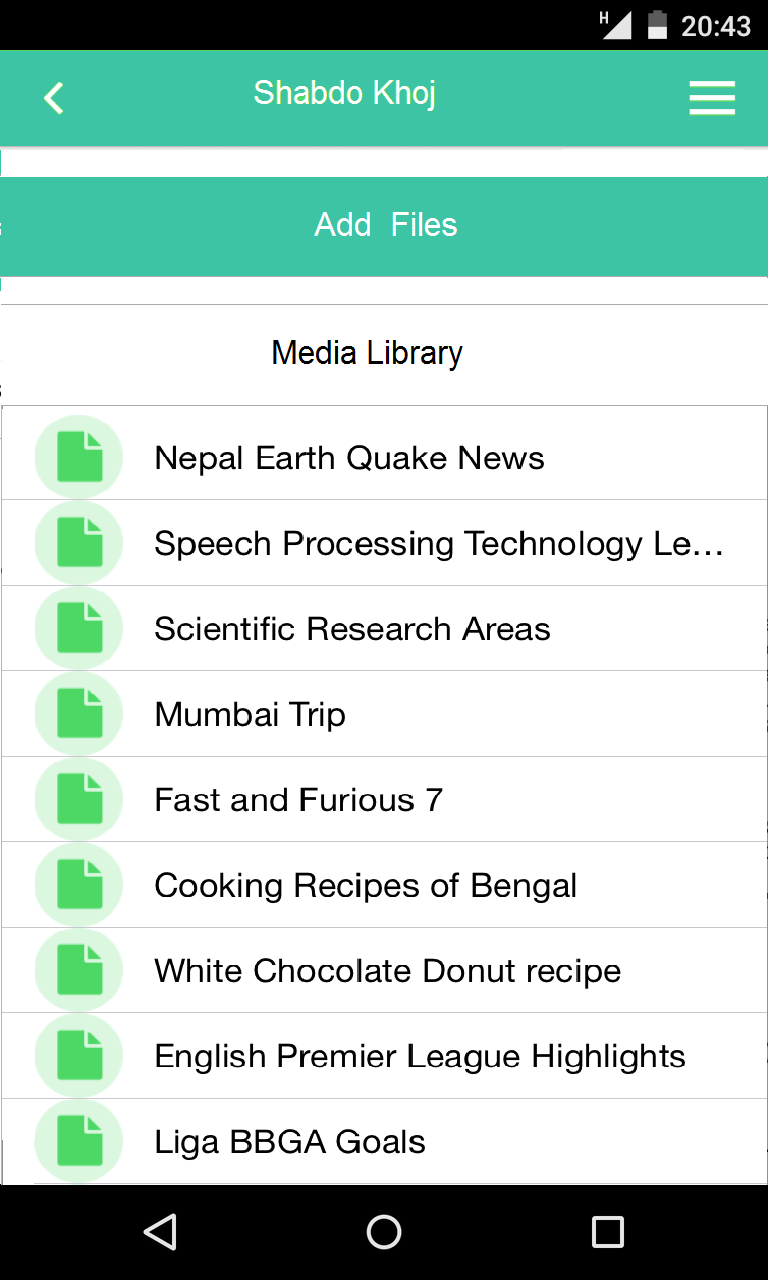 H 20:43
Shabdo Khoj
Add Files
Media Library
Nepal Earth Quake News
Speech Processing Technology Le...
Scientific Research Areas
Mumbai Trip
Fast and Furious 7
Cooking Recipes of Bengal
White Chocolate Donut recipe
English Premier League Highlights
Liga BBGA Goals